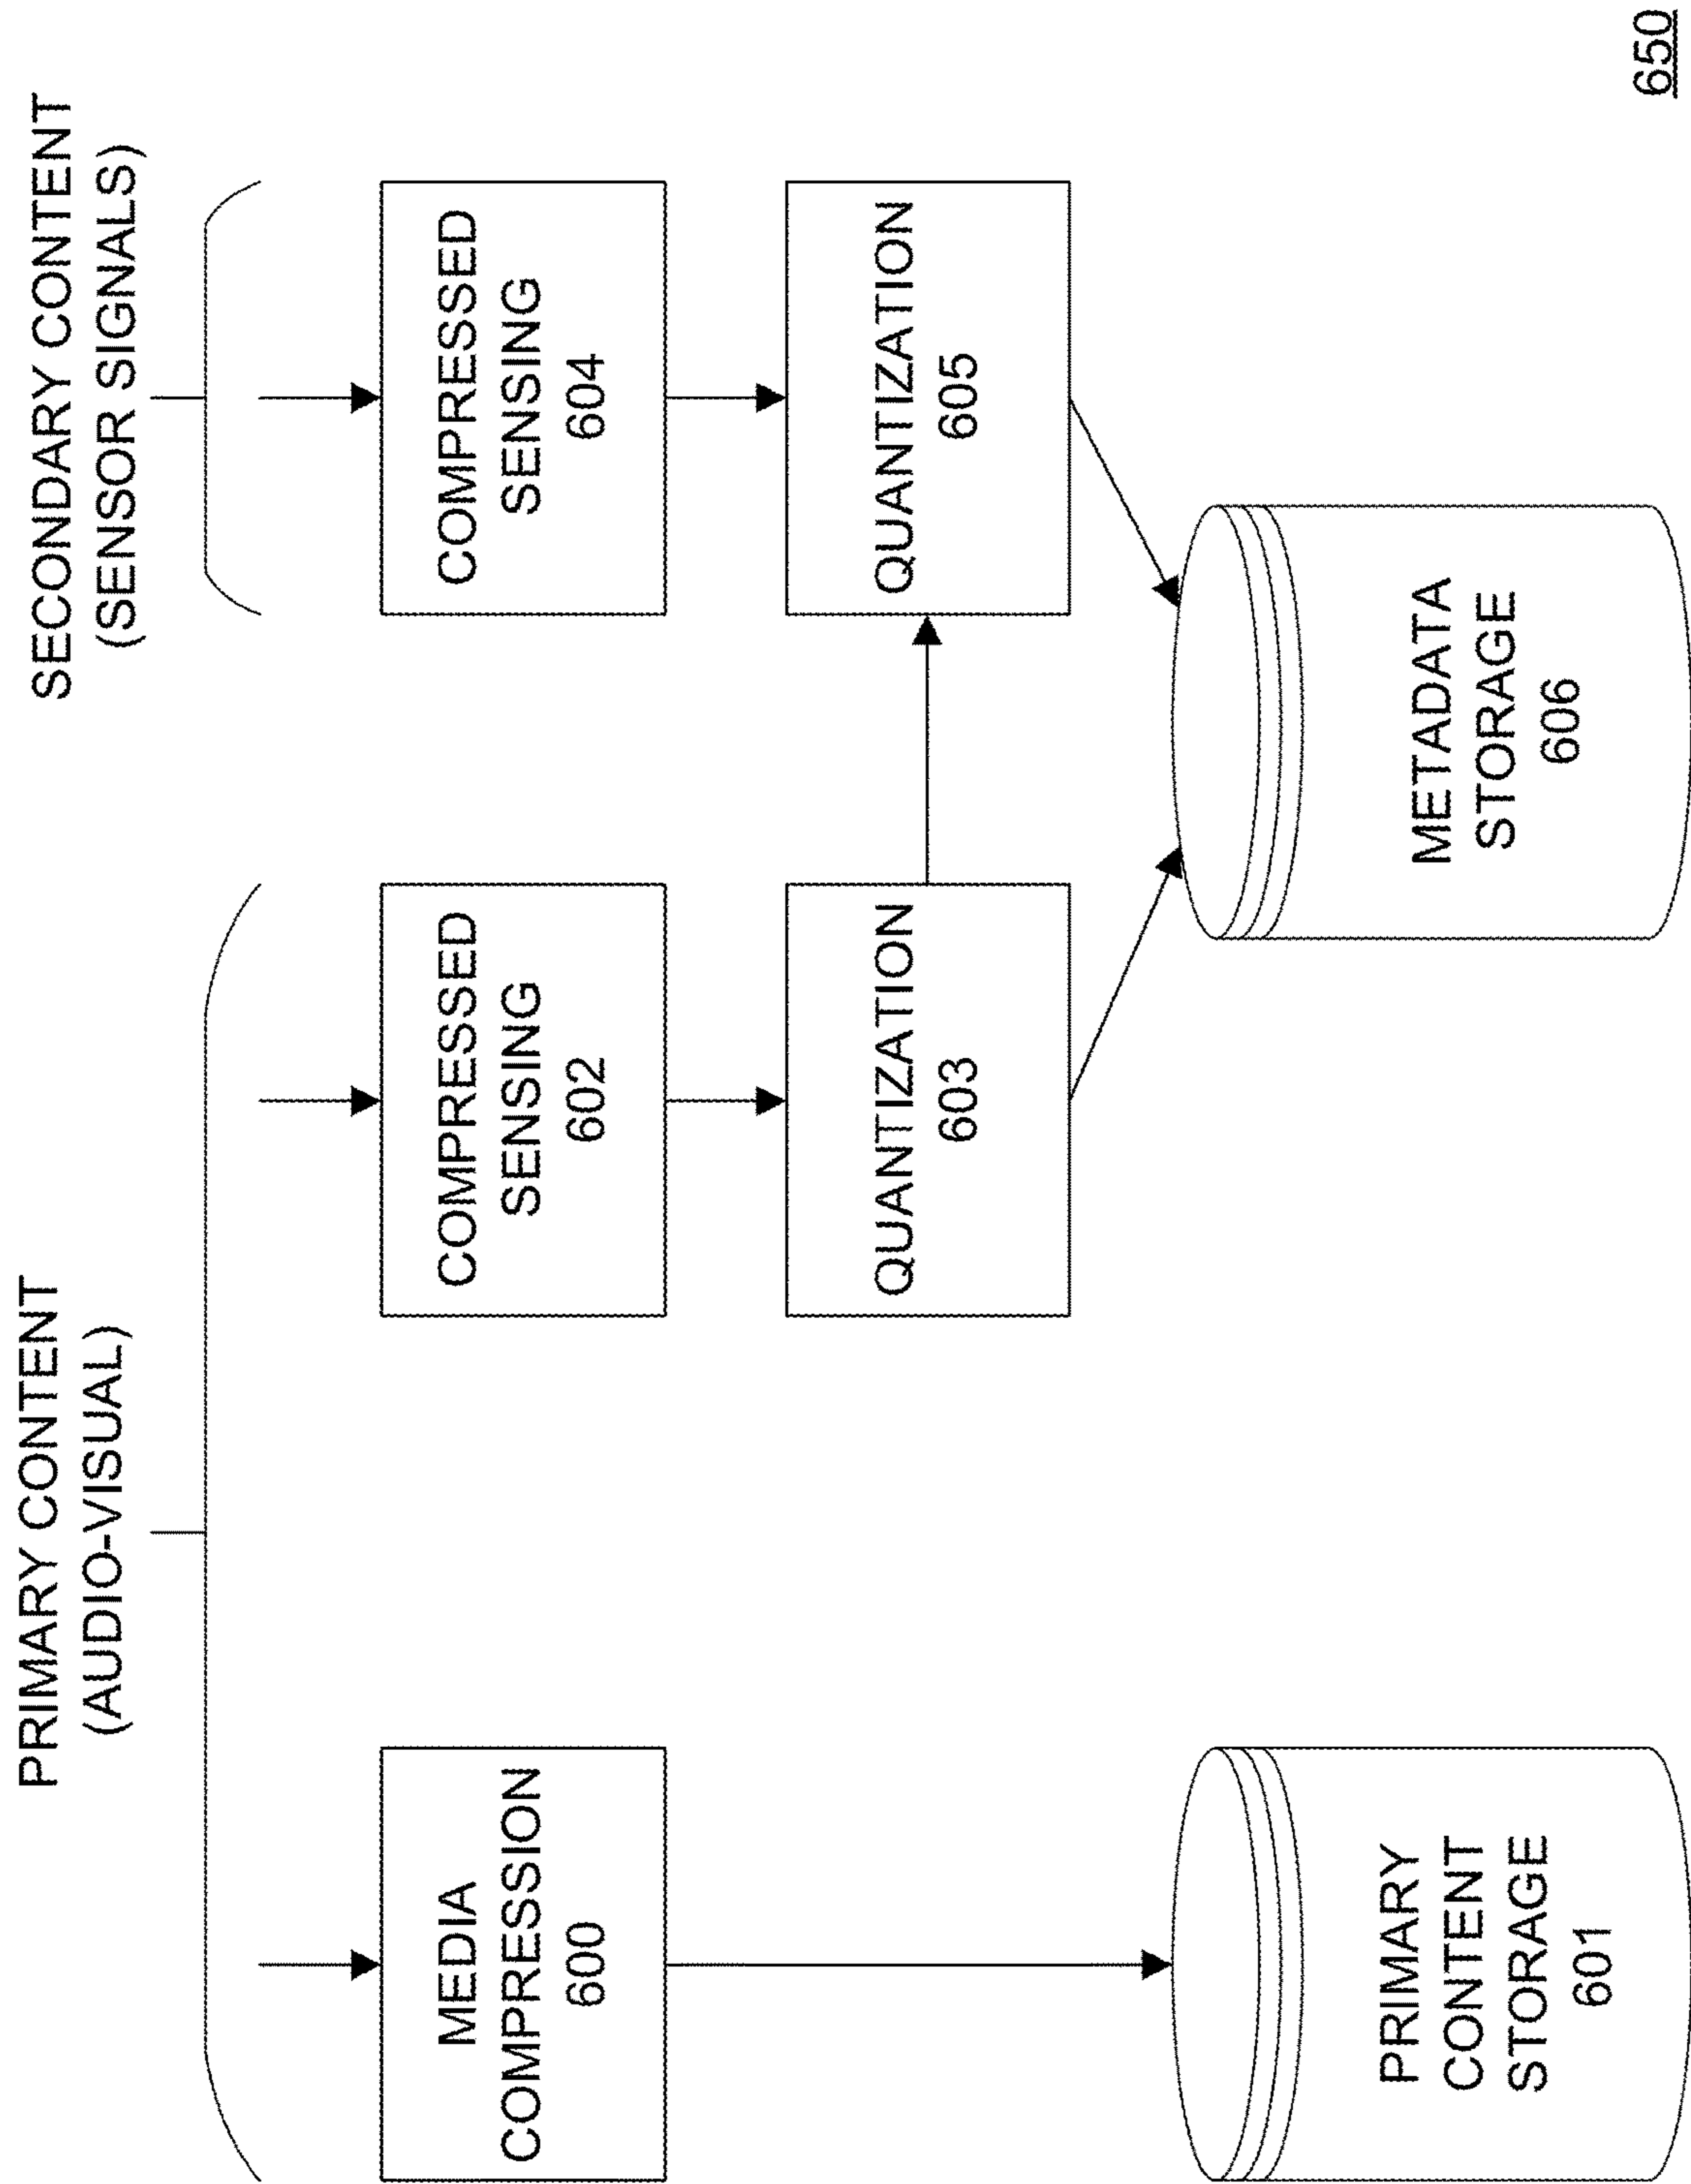 PRIMARY CONTENT
(AUDIO-VISUAL)
SECONDARY CONTENT
(SENSOR SIGNALS)
MEDIA
COMPRESSION
600
COMPRESSED
SENSING
602
COMPRESSED
SENSING
604
QUANTIZATION
603
QUANTIZATION
605
PRIMARY
CONTENT
STORAGE
601
METADATA
STORAGE
606
650